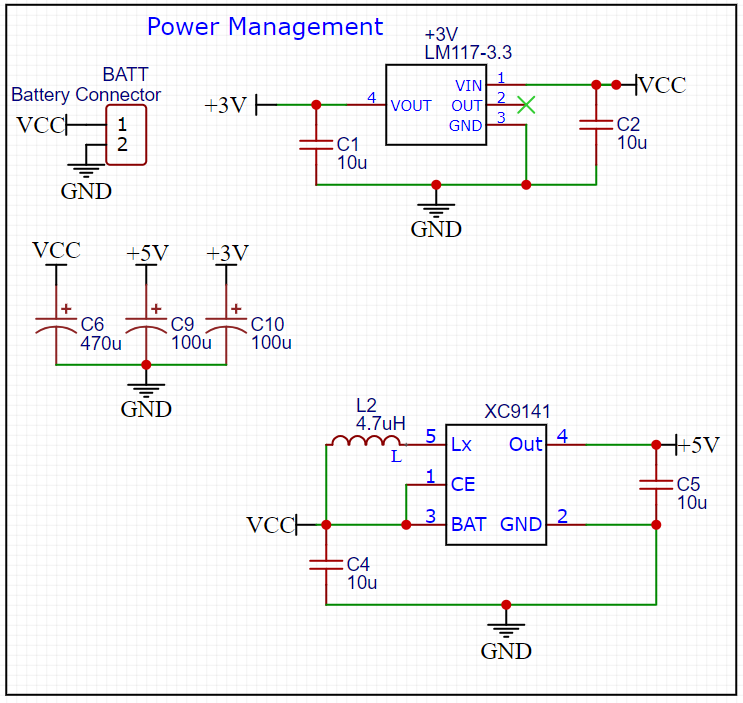 Power Management
BATT
Battery Connector
VCC
1
2
GND
+3V
LM117-3.3
+3V
4
VOUT
VIN
1
OUT
2
GND
3
VCC
C1
10u
C2
10u
GND
VCC
+5V
+3V
+
C6
470u
+
C9
100u
+
C10
100u
GND
L2
4.7uH
L
XC9141
5
Lx
Out
4
+5V
1
CE
C5
10u
VCC
3
BAT
GND
2
C4
10u
GND